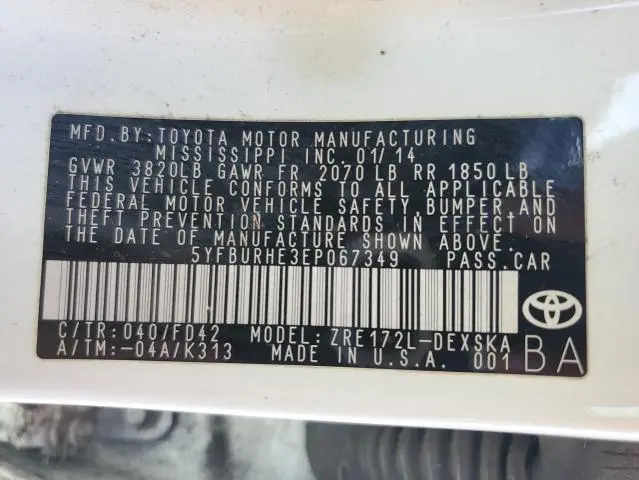 MFD.BY:TOYOTA MOTOR MANUFACTURING
MISSISSIPPI INC. 01/14
GVWR 3820LB GAWR FR 2070 LB RR 1850 LB
THIS VEHICLE CONFORMS TO ALL APPLICABLE
FEDERAL MOTOR VEHICLE SAFETY, BUMPER, AND
THEFT PREVENTION STANDARDS IN EFFECT ON
THE DATE OF MANUFACTURE SHOWN ABOVE.
5YFBURHE3EP067349 PASS.CAR
C/TR:040/FD42 MODEL:ZRE172L-DEXSKA
A/TM:-04A/K313 MADE IN U.S.A. 001
BA